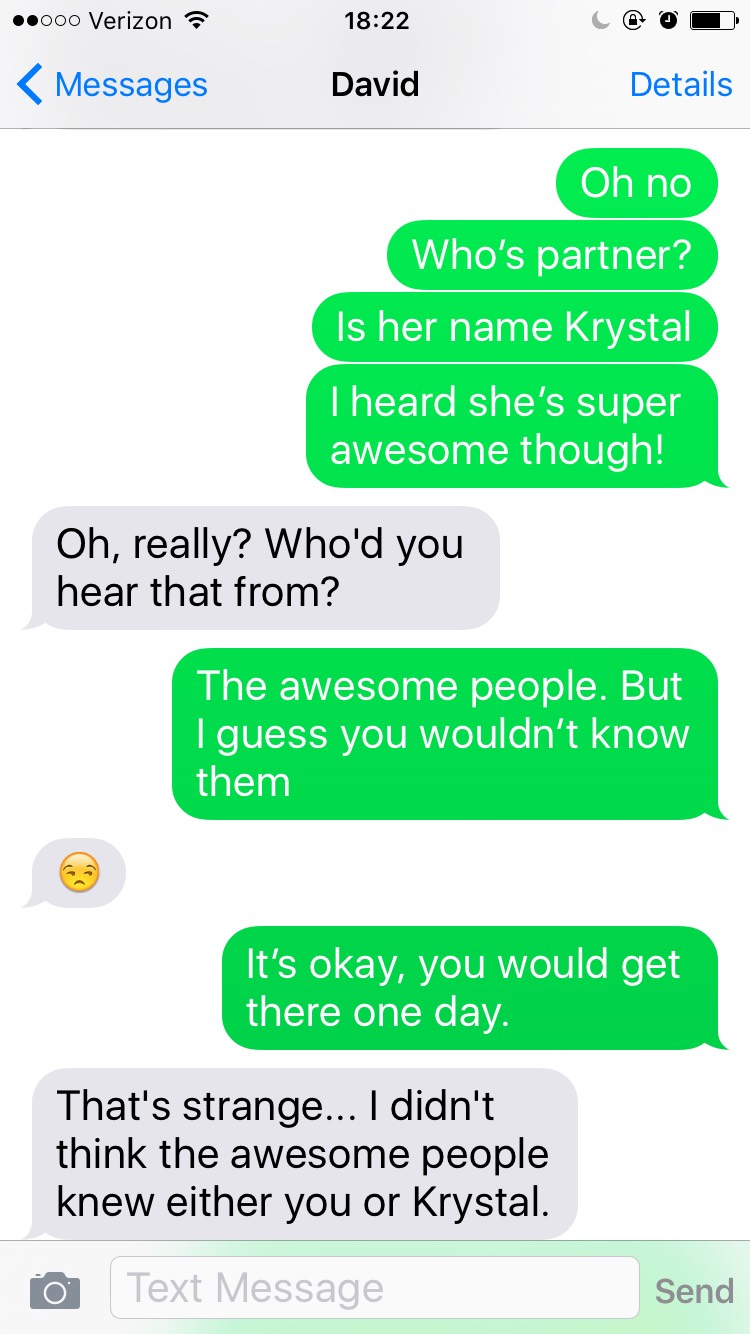 Verizon 18:22
Messages David Details
Oh no
Who’s partner?
Is her name Krystal
I heard she’s super
awesome though!
Oh, really? Who'd you
hear that from?
The awesome people. But
I guess you wouldn’t know
them
It’s okay, you would get
there one day.
That's strange... I didn't
think the awesome people
knew either you or Krystal.
Text Message Send